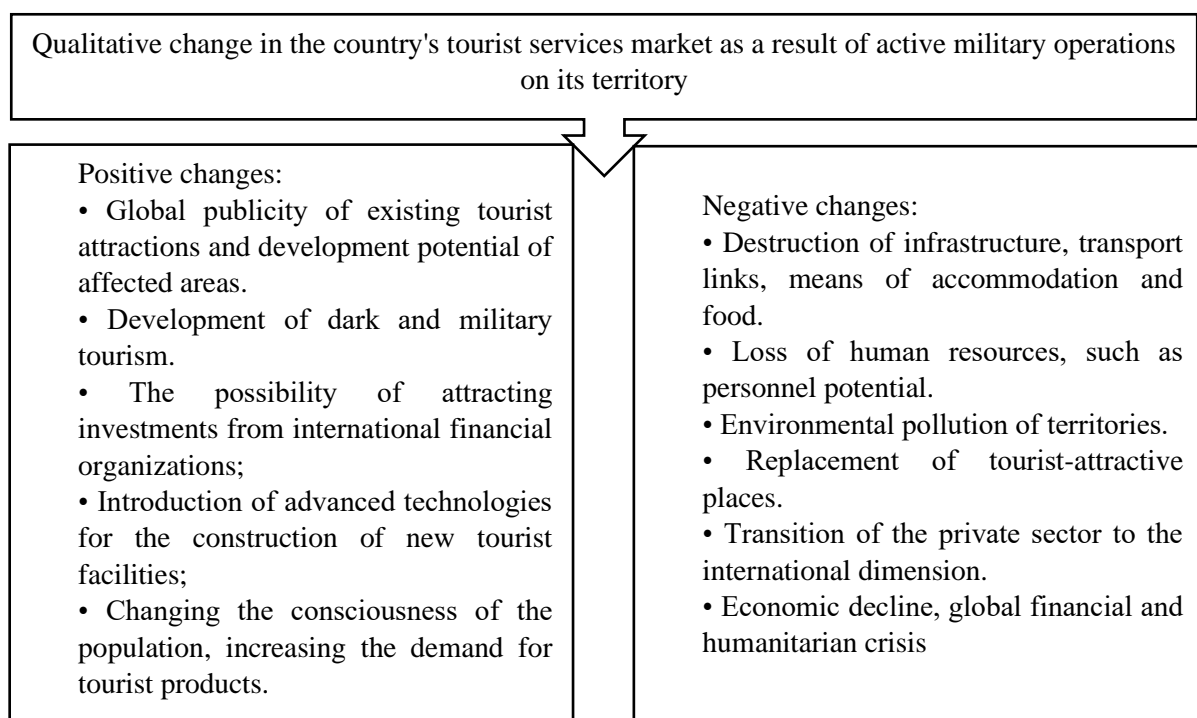 Qualitative change in the country's tourist services market as a result of active military operations
on its territory
Positive changes:
• Global publicity of existing tourist
attractions and development potential of
affected areas.
• Development of dark and military
tourism.
• The possibility of attracting
investments from international financial
organizations;
• Introduction of advanced technologies
for the construction of new tourist
facilities;
• Changing the consciousness of the
population, increasing the demand for
tourist products.
Negative changes:
• Destruction of infrastructure, transport
links, means of accommodation and
food.
• Loss of human resources, such as
personnel potential.
• Environmental pollution of territories.
• Replacement of tourist-attractive
places.
• Transition of the private sector to the
international dimension.
• Economic decline, global financial and
humanitarian crisis